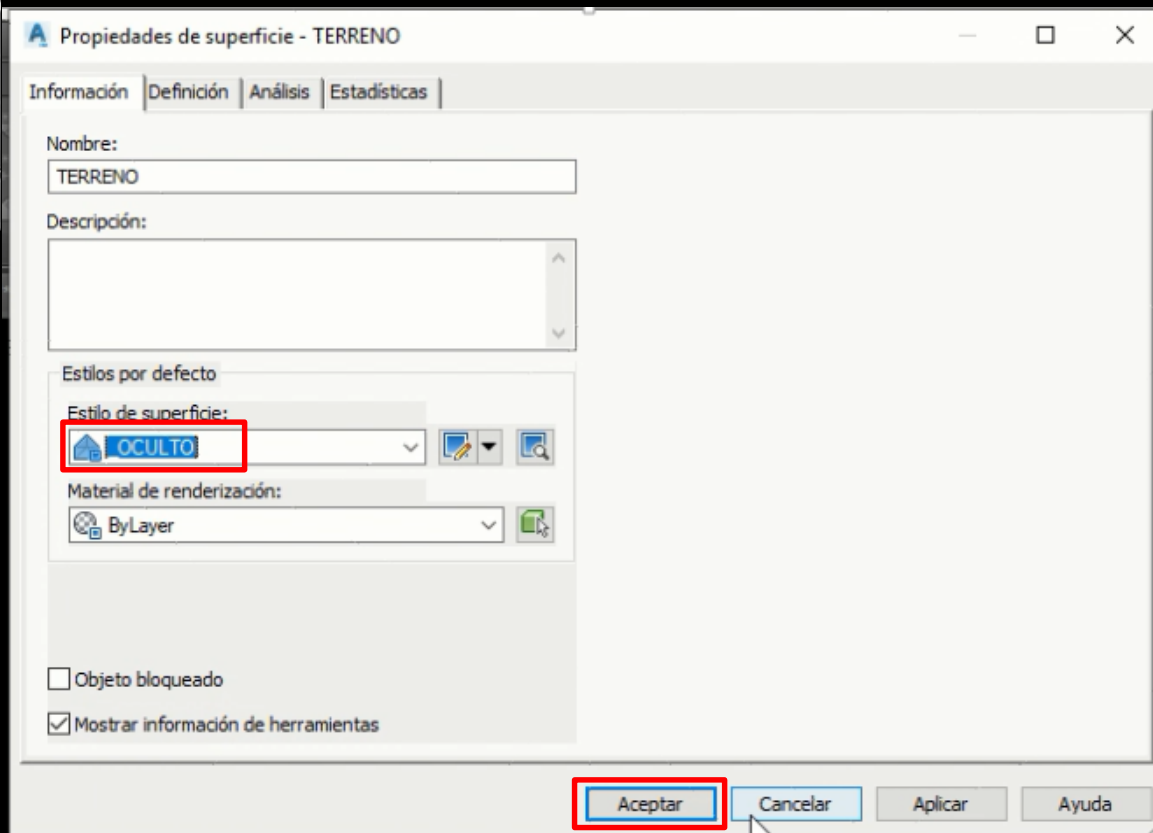 Propiedades de superficie - TERRENO
Información Definición Análisis Estadísticas
Nombre:
TERRENO
Descripción:
Estilos por defecto
Estilo de superficie:
_OCULTO
Material de renderización:
ByLayer
Objeto bloqueado
Mostrar información de herramientas
Aceptar Cancelar Aplicar Ayuda